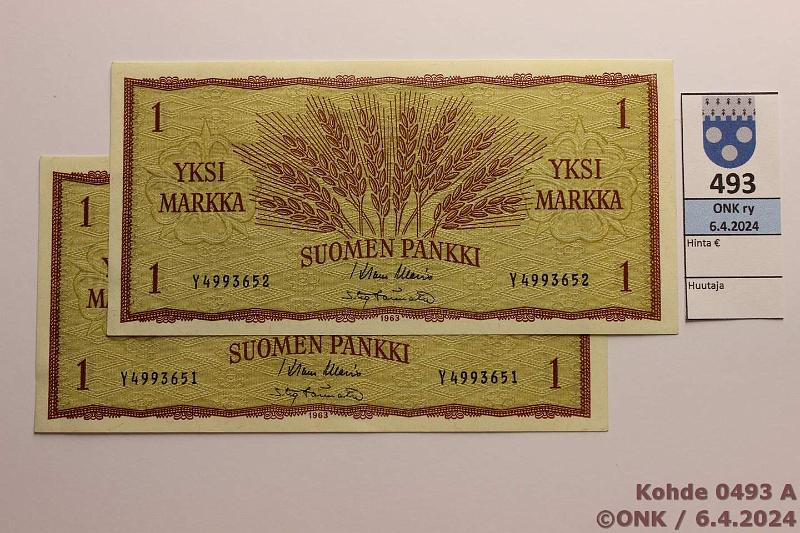 1 1
YKSI MARKKA YKSI MARKKA
SUOMEN PANKKI
1 Y4993652 Y4993652 1
1963
1
SUOMEN PANKKI
1 Y4993651 Y4993651 1
1963
493
ONK ry
6.4.2024
Hinta €
Huutaja
Kohde 0493 A
©ONK / 6.4.2024